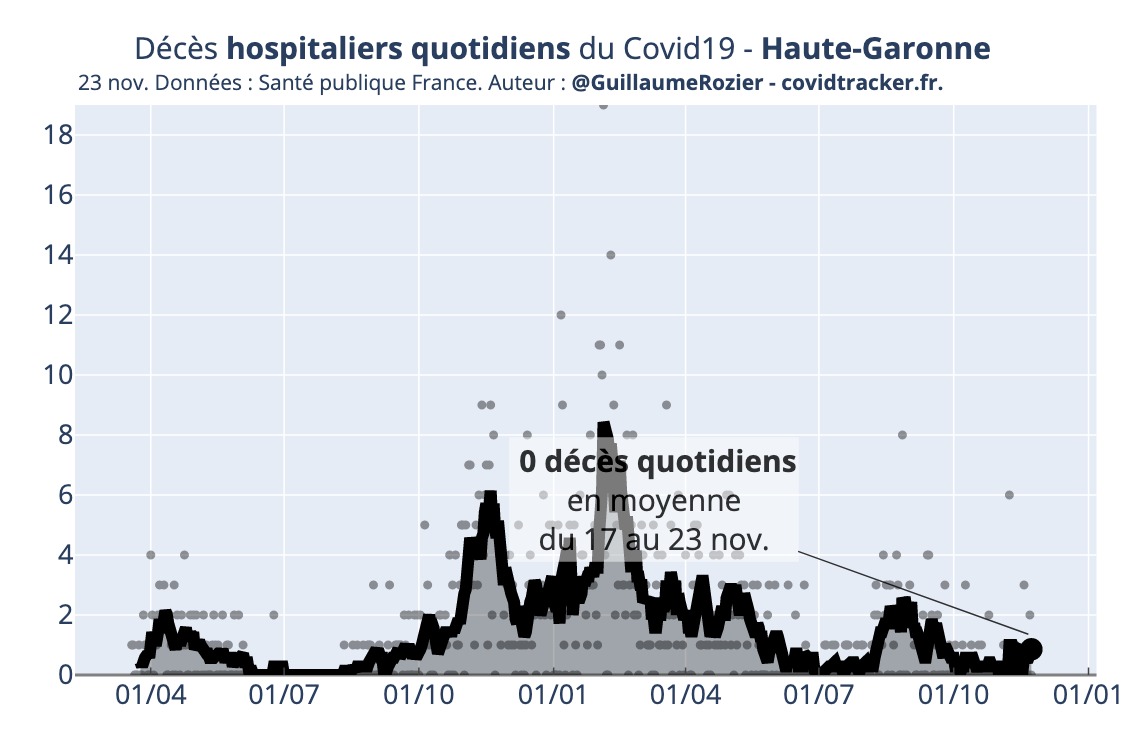 Décès hospitaliers quotidiens du Covid19 - Haute-Garonne
23 nov. Données : Santé publique France. Auteur : @GuillaumeRozier - covidtracker.fr.
18
16
14
12
10
8
6
4
2
0
0 décès quotidiens
en moyenne
du 17 au 23 nov.
01/04 01/07 01/10 01/01 01/04 01/07 01/10 01/01